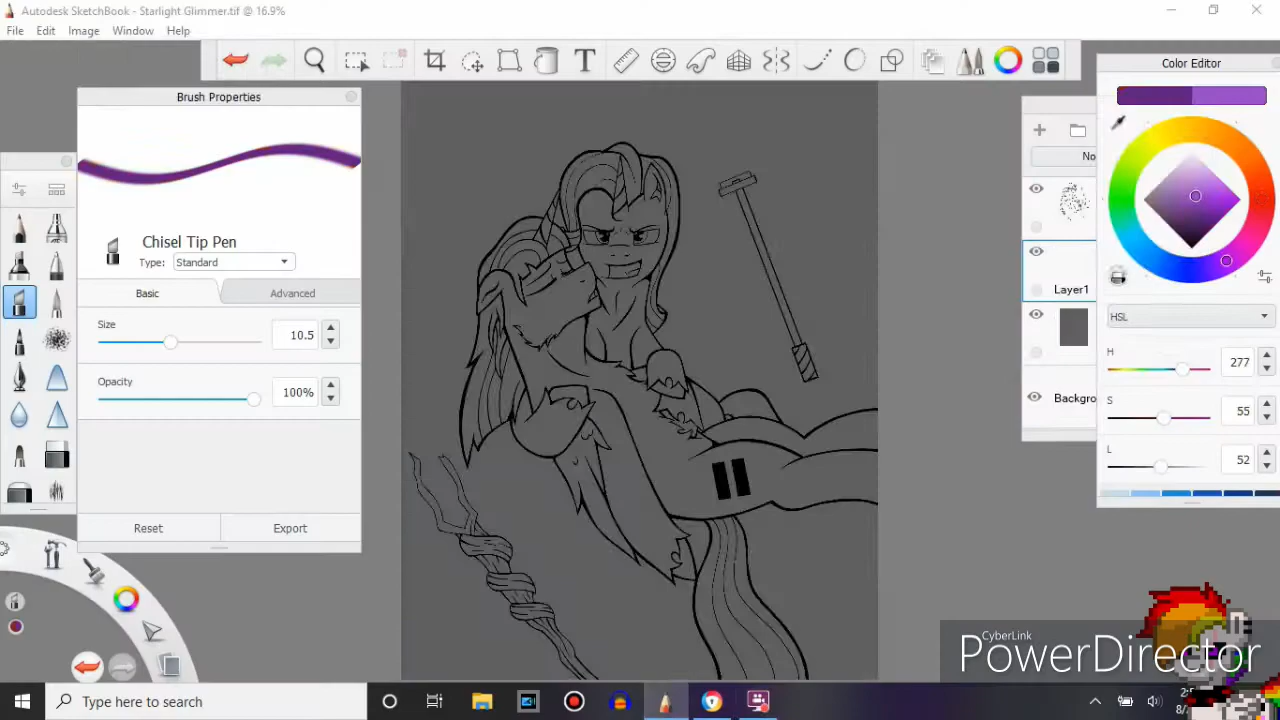 Autodesk SketchBook - Starlight Glimmer.tif @ 16.9%
File Edit Image Window Help
T
Brush Properties
Color Editor
No
Chisel Tip Pen
Type: Standard
Basic Advanced
Size 10.5
Opacity 100%
Reset Export
Layer1
Backgro
HSL
H 277
S 55
L 52
CyberLink
PowerDirector
Type here to search